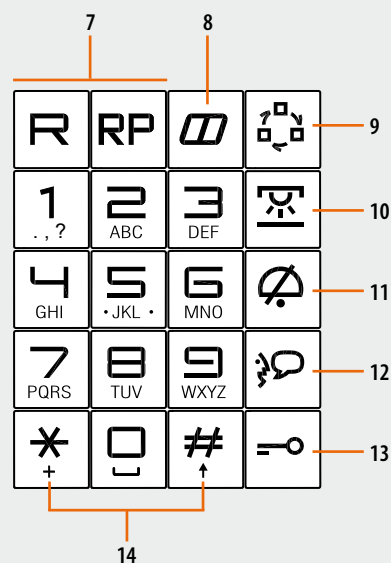 7 8
R RP 9
1 2 3 10
. , ? ABC DEF
4 5 6 11
GHI · JKL · MNO
7 8 9 12
PQRS TUV WXYZ
* 0 # 13
+ ␣ ↑
14